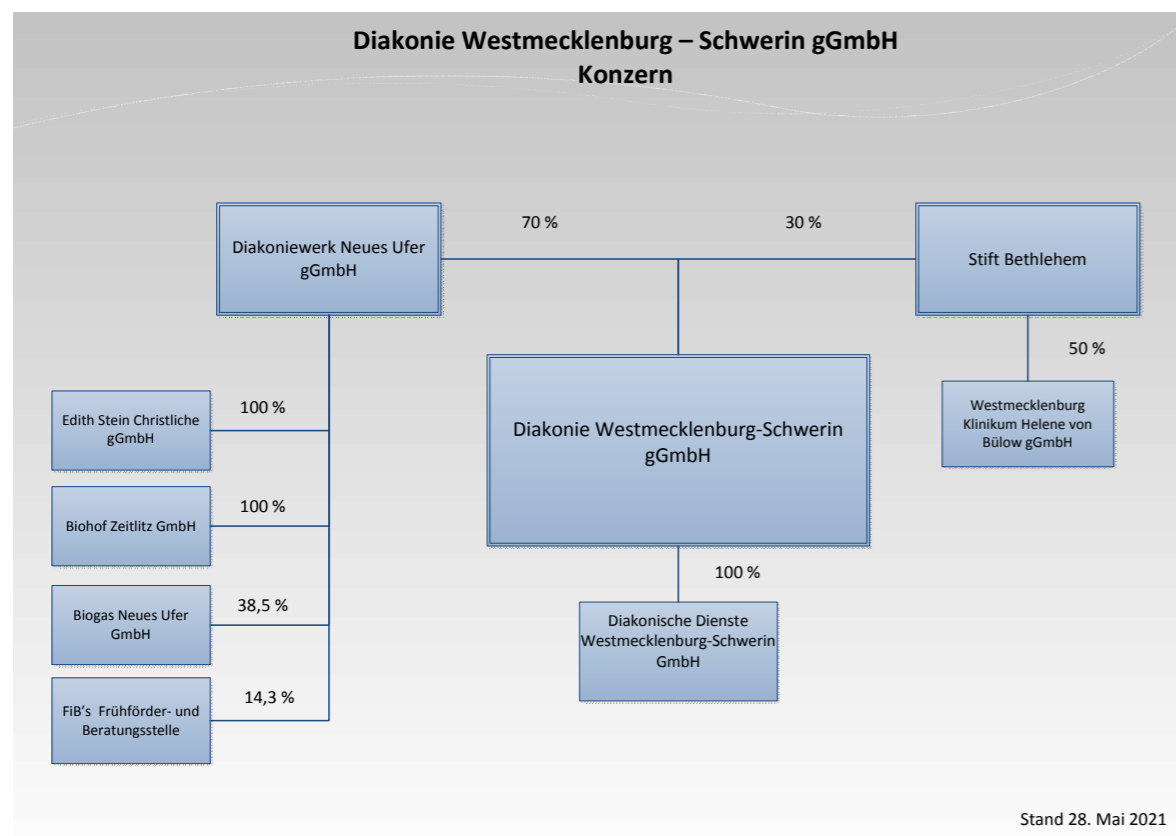 Diakonie Westmecklenburg – Schwerin gGmbH
Konzern
70 %
30 %
Diakoniewerk Neues Ufer
gGmbH
Stift Bethlehem
50 %
Edith Stein Christliche
gGmbH
100 %
Westmecklenburg
Klinikum Helene von
Bülow gGmbH
Diakonie Westmecklenburg-Schwerin
gGmbH
Biohof Zeitlitz GmbH
100 %
100 %
Biogas Neues Ufer
GmbH
38,5 %
Diakonische Dienste
Westmecklenburg-Schwerin
GmbH
FiB's Frühförder- und
Beratungsstelle
14,3 %
Stand 28. Mai 2021